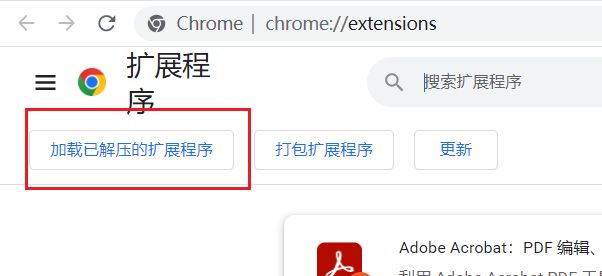 Chrome | chrome://extensions
扩展程
序
搜索扩展程序
加载已解压的扩展程序 打包扩展程序 更新
Adobe Acrobat：PDF 编辑、
利用 Adobe Acrobat PDF 工具